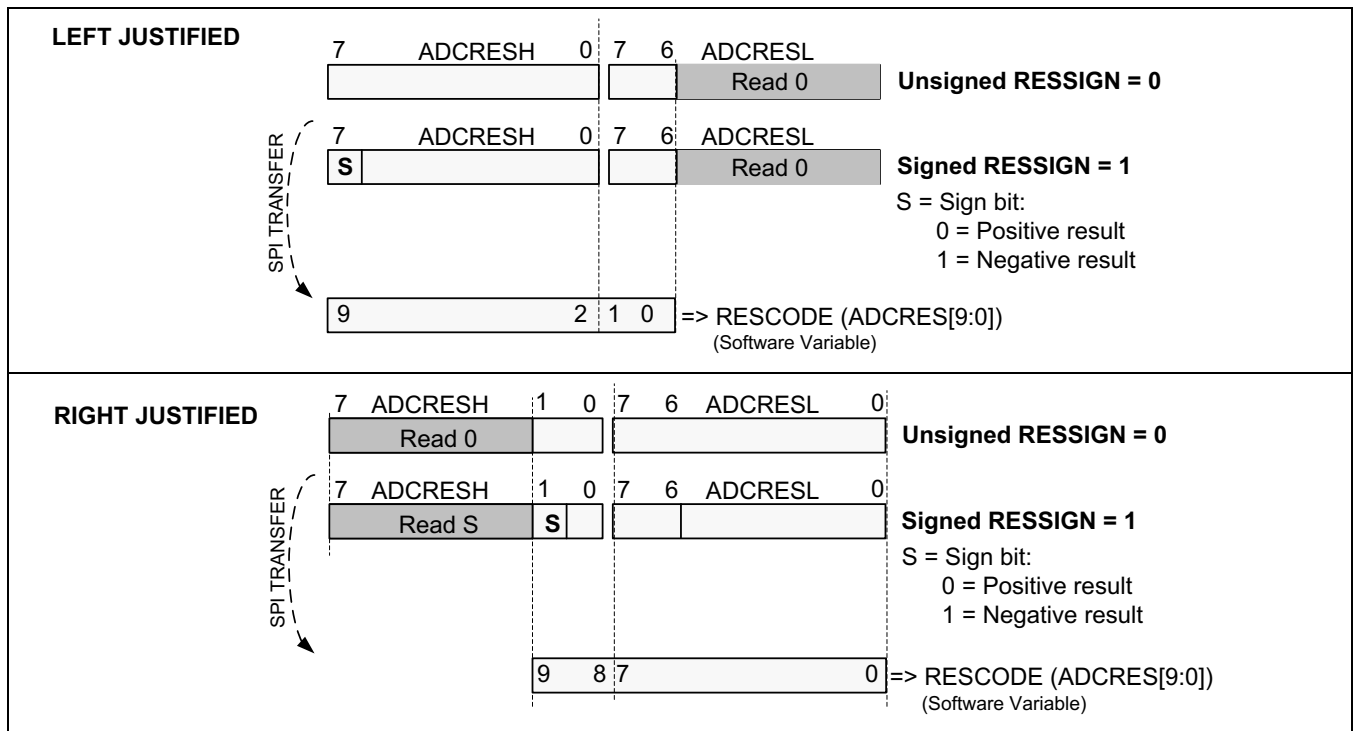 LEFT JUSTIFIED
7 ADCRESH 0 7 6 ADCRESL
Read 0 Unsigned RESSIGN = 0
SPI TRANSFER
7 ADCRESH 0 7 6 ADCRESL
S Read 0 Signed RESSIGN = 1
S = Sign bit:
0 = Positive result
1 = Negative result
9 2 1 0 => RESCODE (ADCRES[9:0])
(Software Variable)
RIGHT JUSTIFIED
7 ADCRESH 1 0 7 6 ADCRESL 0
Read 0 Unsigned RESSIGN = 0
SPI TRANSFER
7 ADCRESH 1 0 7 6 ADCRESL 0
Read S S Signed RESSIGN = 1
S = Sign bit:
0 = Positive result
1 = Negative result
9 8 7 0 => RESCODE (ADCRES[9:0])
(Software Variable)